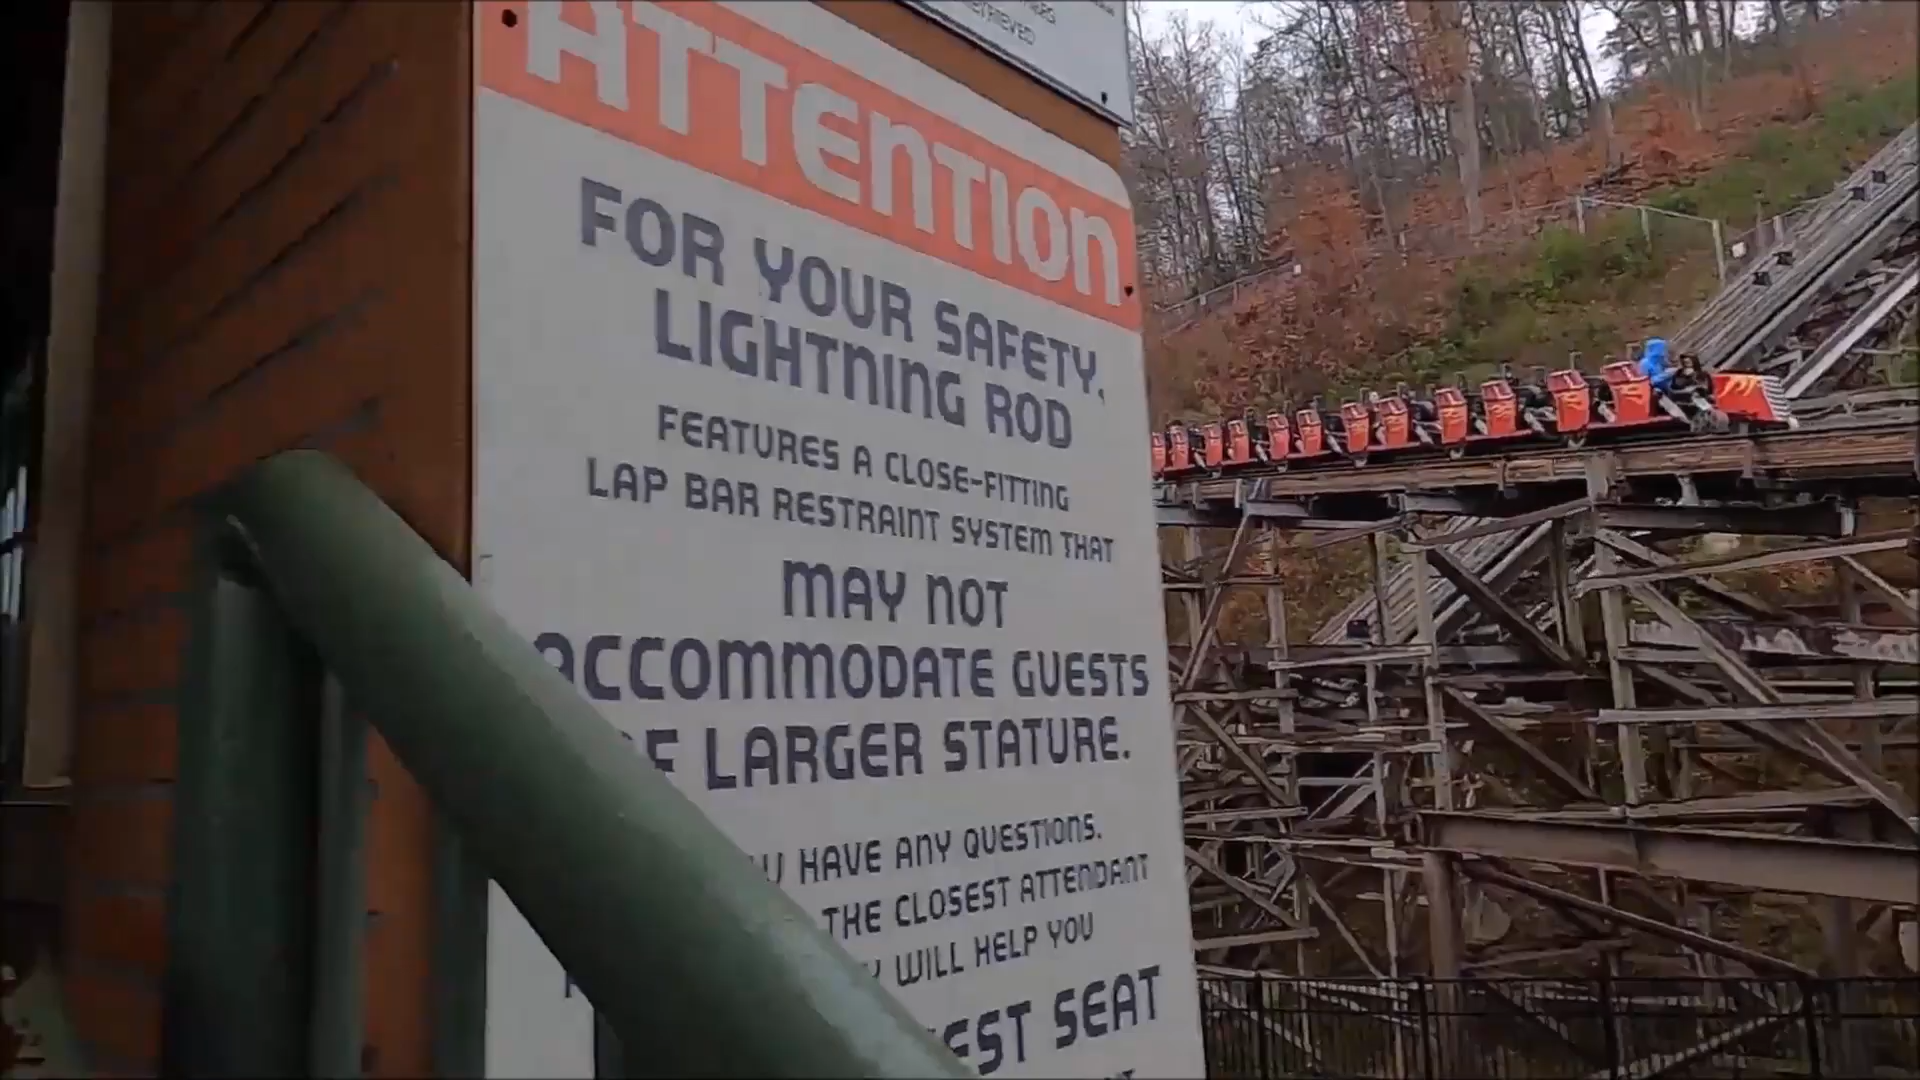 RETRIEVED
ATTENTION
FOR YOUR SAFETY,
LIGHTNING ROD
FEATURES A CLOSE-FITTING
LAP BAR RESTRAINT SYSTEM THAT
MAY NOT
ACCOMMODATE GUESTS
LARGER STATURE.
HAVE ANY QUESTIONS,
THE CLOSEST ATTENDANT
WILL HELP YOU
SEAT